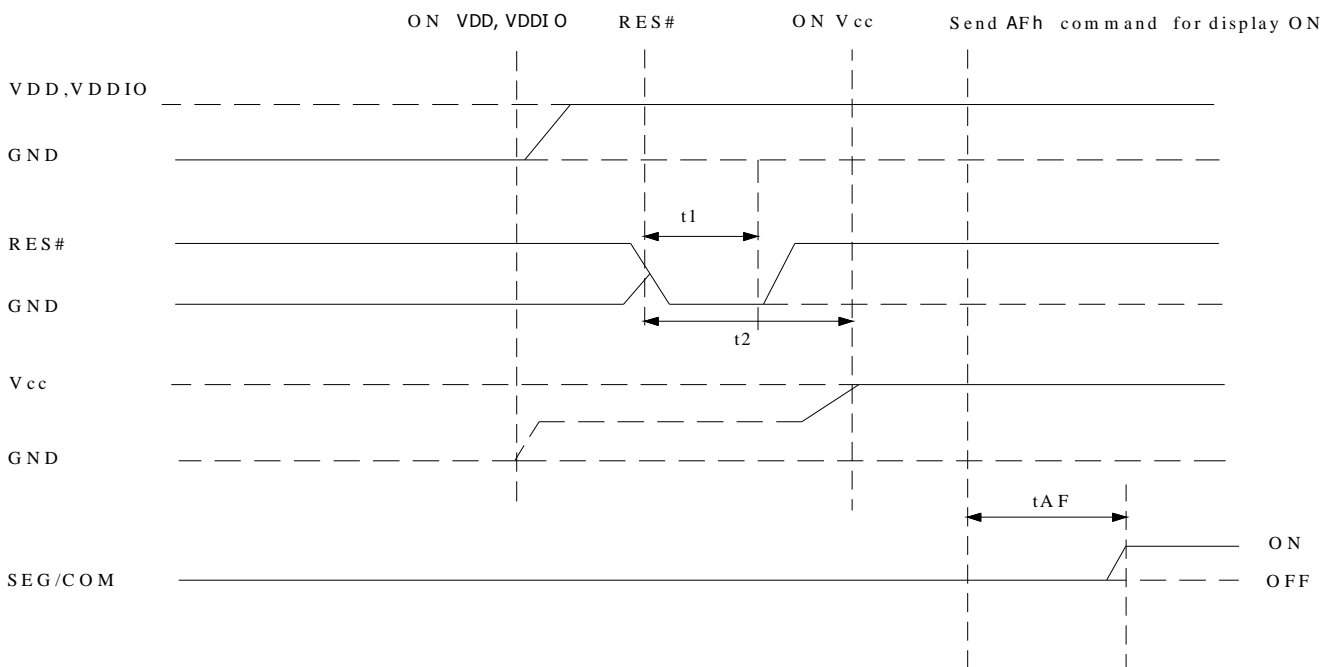 ON VDD, VDDIO RES# ON Vcc Send AFh command for display ON
VDD,VDDIO
GND
t1
RES#
GND
t2
Vcc
GND
tAF
ON
SEG/COM
OFF